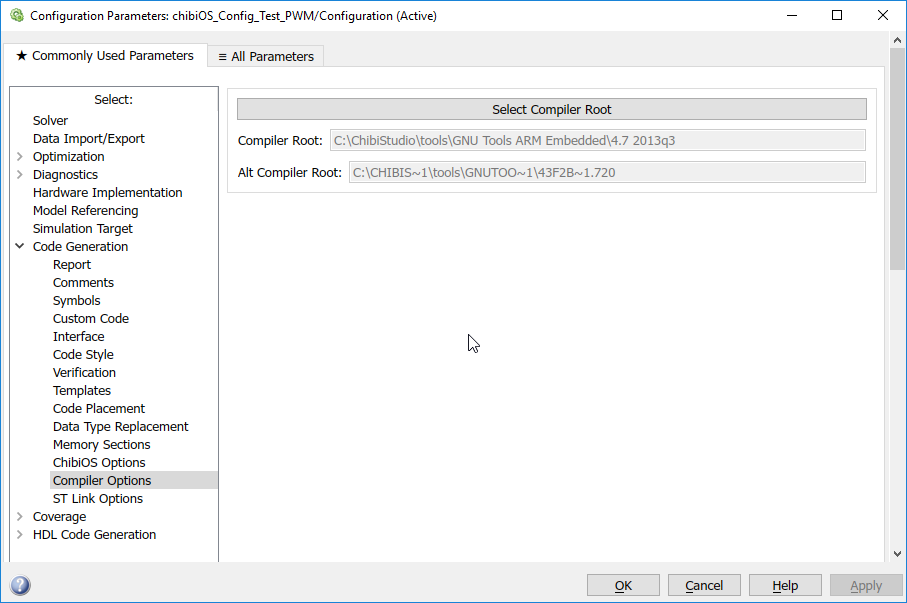 Configuration Parameters: chibiOS_Config_Test_PWM/Configuration (Active)
★ Commonly Used Parameters
≡ All Parameters
Select:
Solver
Data Import/Export
Optimization
Diagnostics
Hardware Implementation
Model Referencing
Simulation Target
Code Generation
Report
Comments
Symbols
Custom Code
Interface
Code Style
Verification
Templates
Code Placement
Data Type Replacement
Memory Sections
ChibiOS Options
Compiler Options
ST Link Options
Coverage
HDL Code Generation
Select Compiler Root
Compiler Root: C:\ChibiStudio\tools\GNU Tools ARM Embedded\4.7 2013q3
Alt Compiler Root: C:\CHIBIS~1\tools\GNUTOO~1\43F2B~1.720
?
OK Cancel Help Apply